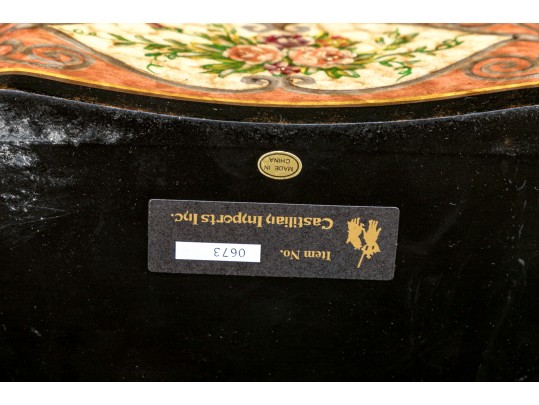 Castilian Imports Inc.
Item No. 0673
MADE IN
CHINA